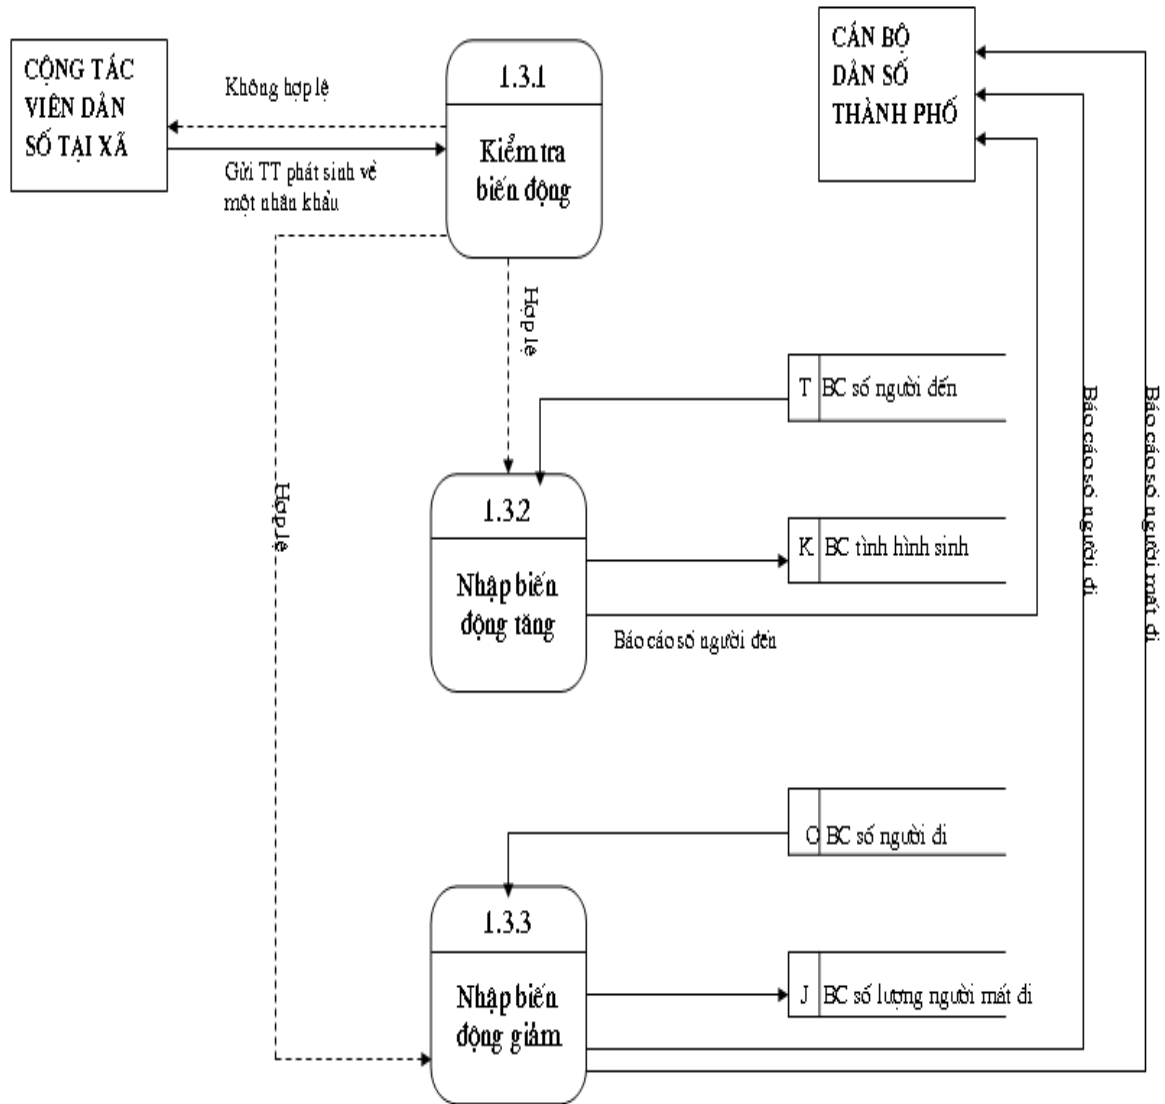 CỘNG TÁC
VIÊN DÂN
SỐ TẠI XÃ
Không hợp lệ
Gửi TT phát sinh về
một nhân khẩu
1.3.1
Kiểm tra
biến động
CÁN BỘ
DÂN SỐ
THÀNH PHỐ
Hợp lệ
Hợp lệ
T BC số người đến
1.3.2
Nhập biến
động tăng
K BC tình hình sinh
Báo cáo số người đến
Báo cáo số người đi
Báo cáo số người mất đi
O BC số người đi
1.3.3
Nhập biến
động giảm
J BC số lượng người mất đi